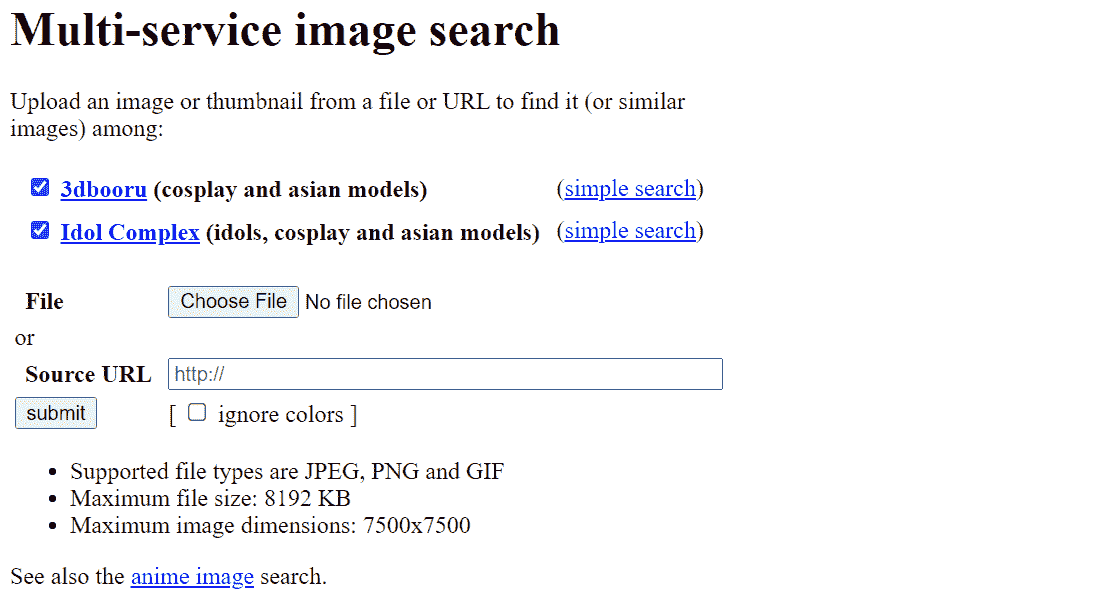 Multi-service image search
Upload an image or thumbnail from a file or URL to find it (or similar
images) among:
3dbooru (cosplay and asian models) (simple search)
Idol Complex (idols, cosplay and asian models) (simple search)
File Choose File No file chosen
or
Source URL http://
submit [ ignore colors ]
• Supported file types are JPEG, PNG and GIF
• Maximum file size: 8192 KB
• Maximum image dimensions: 7500x7500
See also the anime image search.